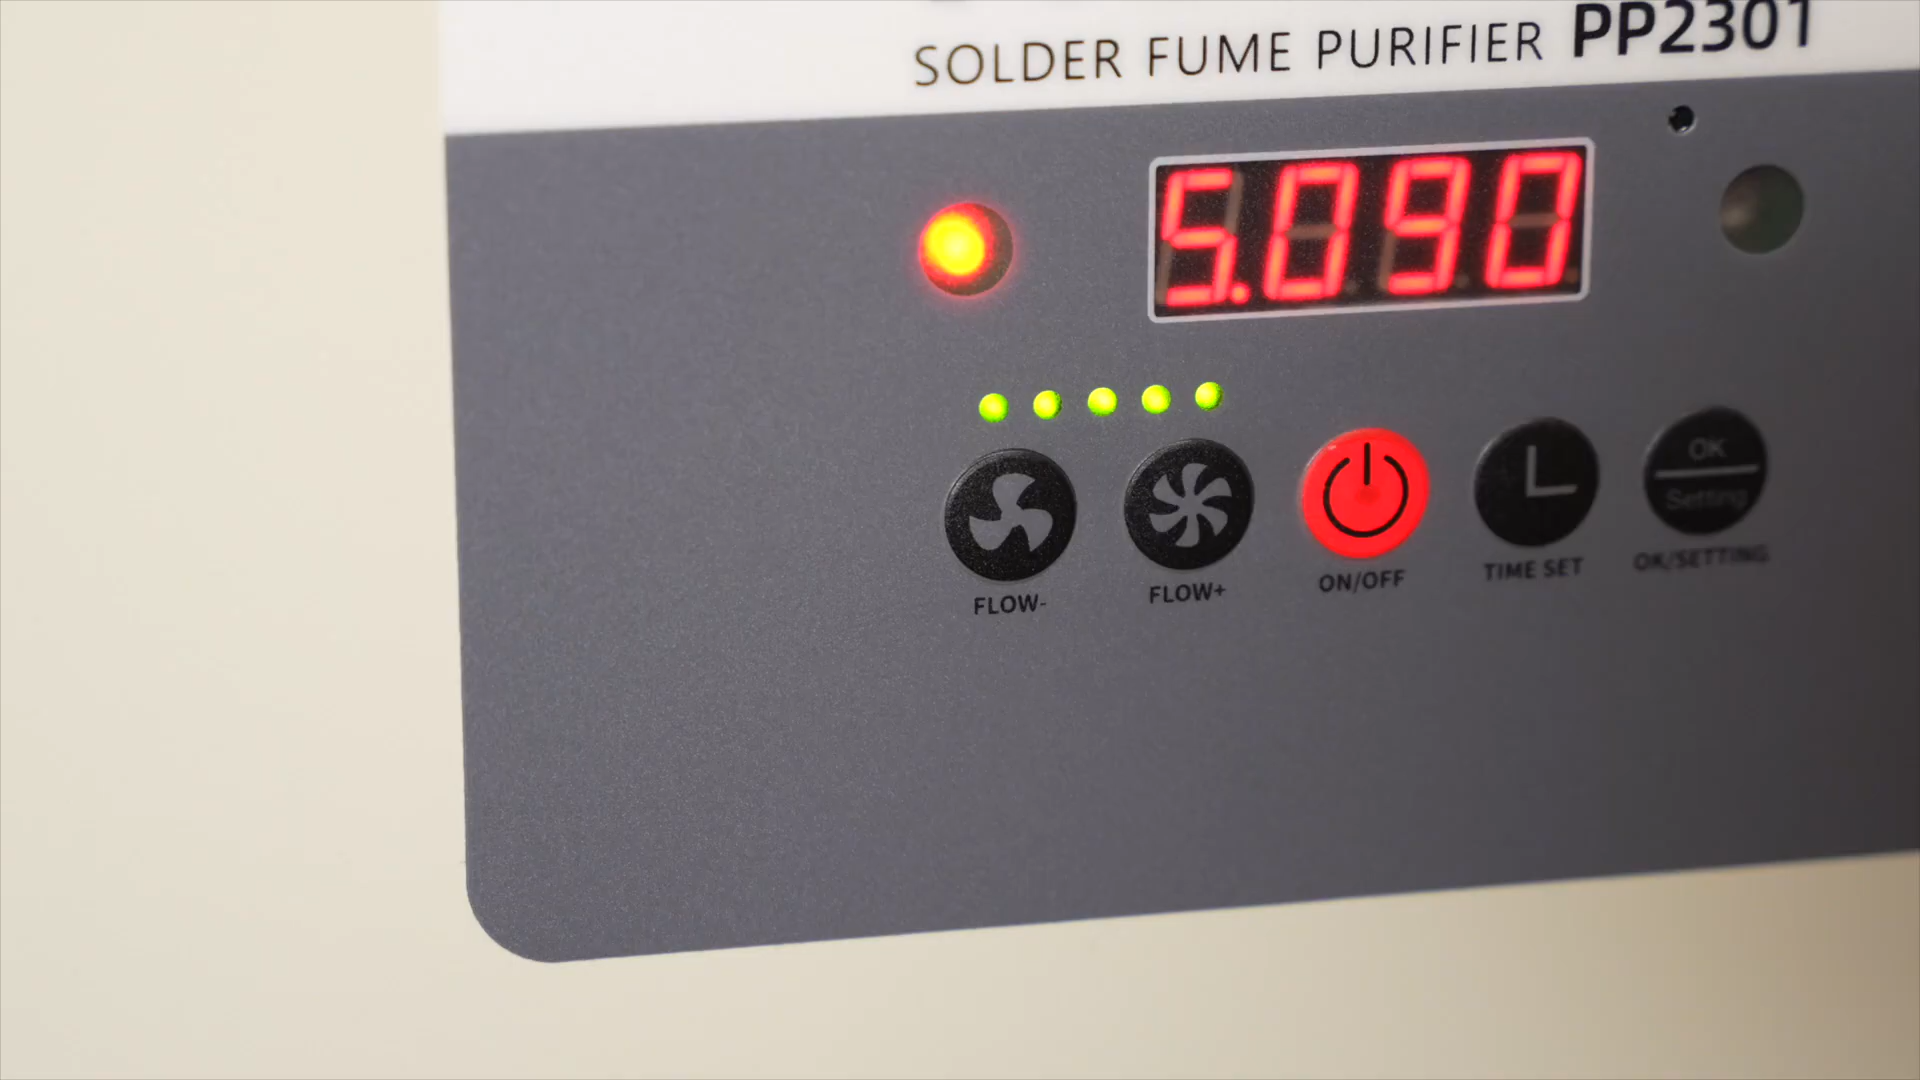 SOLDER FUME PURIFIER PP2301
5.090
OK
Setting
FLOW-
FLOW+
ON/OFF
TIME SET
OK/SETTING